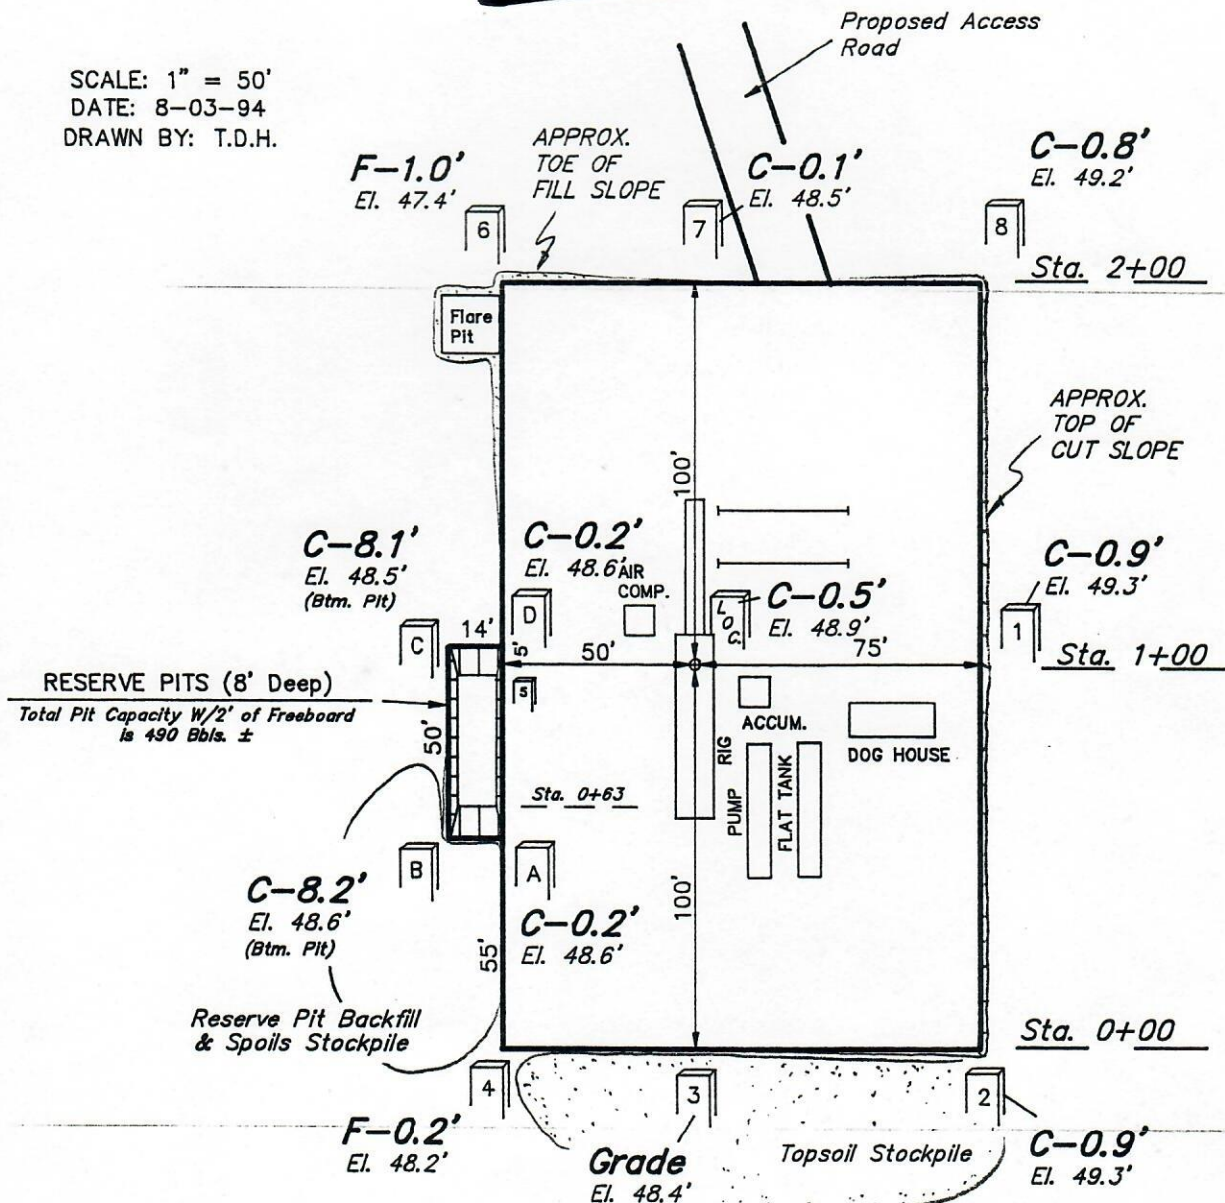 Proposed Access
Road
SCALE: 1" = 50'
DATE: 8-03-94
DRAWN BY: T.D.H.
APPROX.
TOE OF
FILL SLOPE
F-1.0'
El. 47.4'
C-0.1'
El. 48.5'
C-0.8'
El. 49.2'
6
7
8
Sta. 2+00
Flare
Pit
APPROX.
TOP OF
CUT SLOPE
100'
C-8.1'
El. 48.5'
(Btm. Pit)
C-0.2'
El. 48.6'
AIR
COMP.
C-0.9'
El. 49.3'
D
LOC.
C-0.5'
El. 48.9'
1
C
14'
5'
50'
75'
Sta. 1+00
RESERVE PITS (8' Deep)
Total Pit Capacity W/2' of Freeboard
is 490 Bbls. ±
50'
S
ACCUM.
RIG
DOG HOUSE
PUMP
FLAT TANK
Sta. 0+63
B
A
C-8.2'
El. 48.6'
(Btm. Pit)
C-0.2'
El. 48.6'
100'
55'
Reserve Pit Backfill
& Spoils Stockpile
Sta. 0+00
4
3
2
F-0.2'
El. 48.2'
Grade
El. 48.4'
Topsoil Stockpile
C-0.9'
El. 49.3'